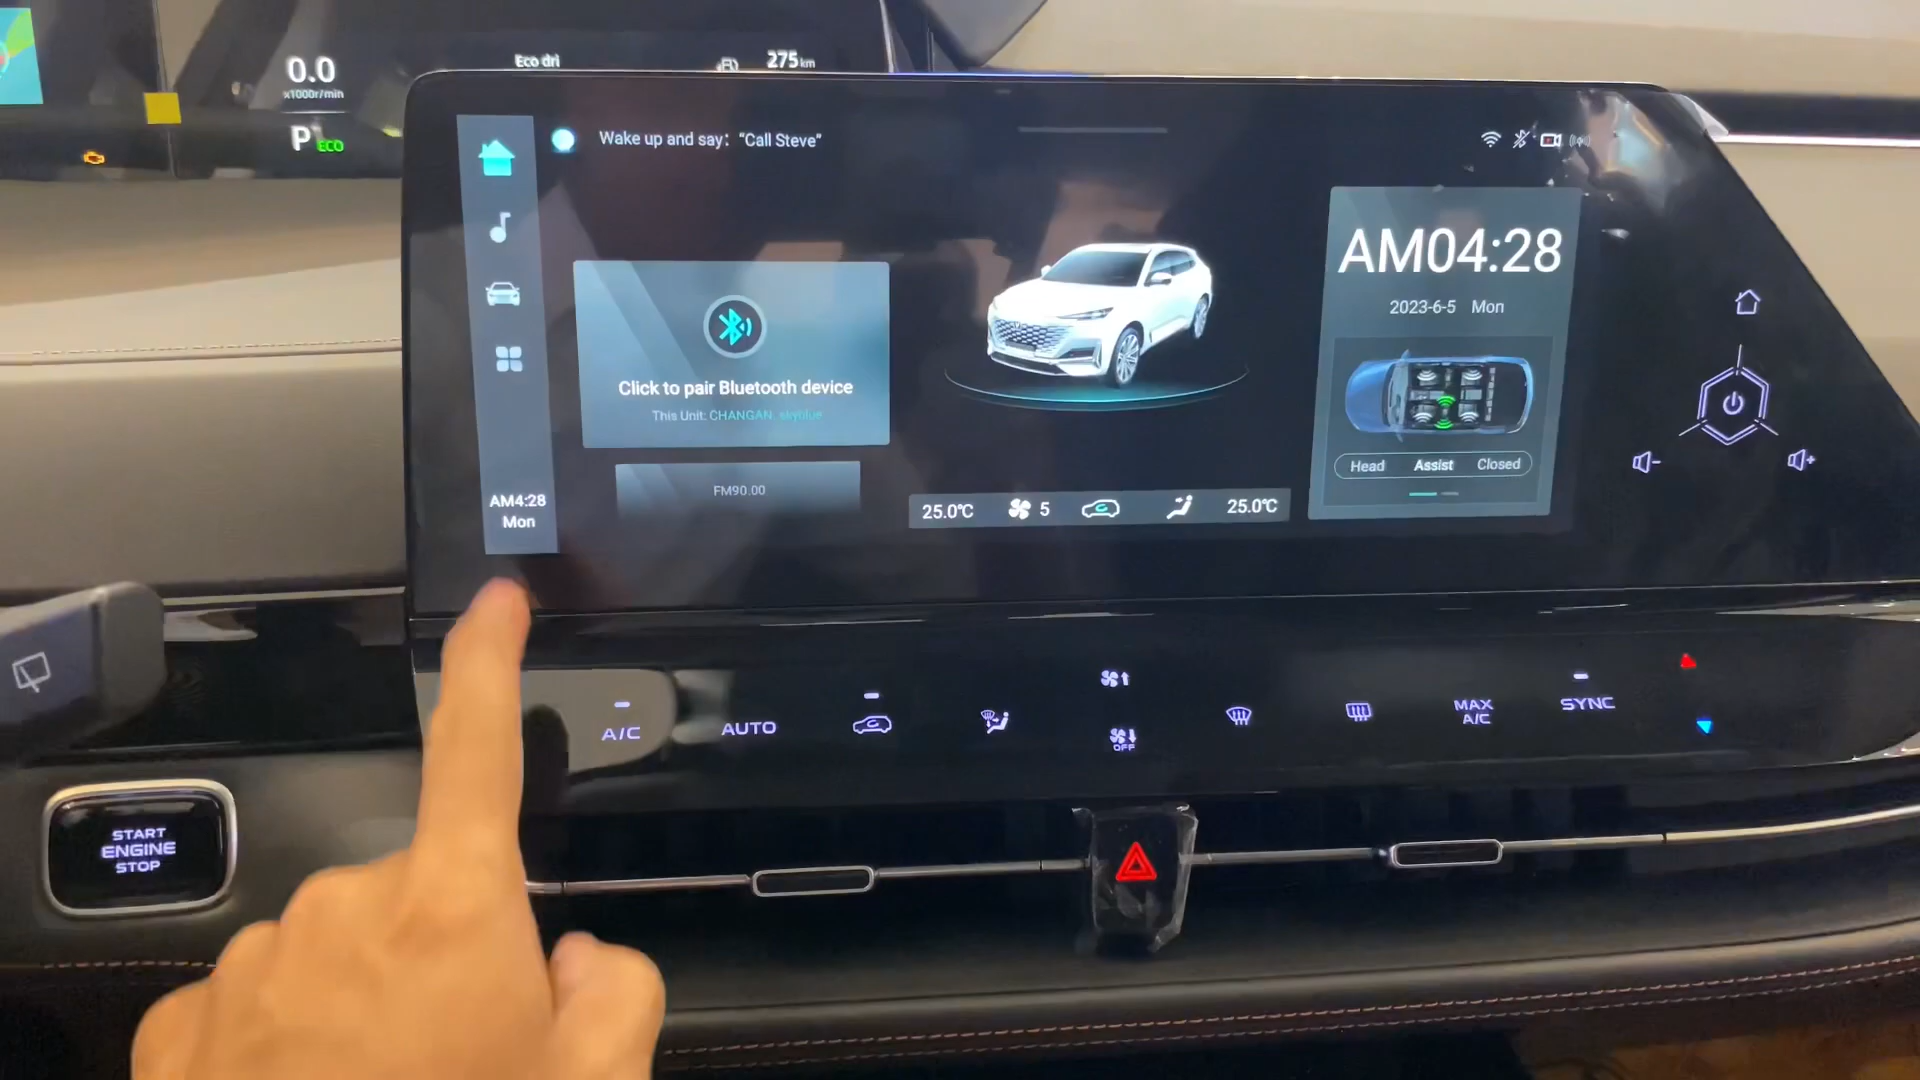 0.0
x1000r/min
P
ECO
Eco dri
275km
Wake up and say: "Call Steve"
AM04:28
2023-6-5 Mon
Click to pair Bluetooth device
This Unit: CHANGAN skyblue
FM90.00
AM4:28
Mon
25.0℃
5
25.0℃
Head
Assist
Closed
A/C
AUTO
OFF
MAX
A/C
SYNC
START
ENGINE
STOP